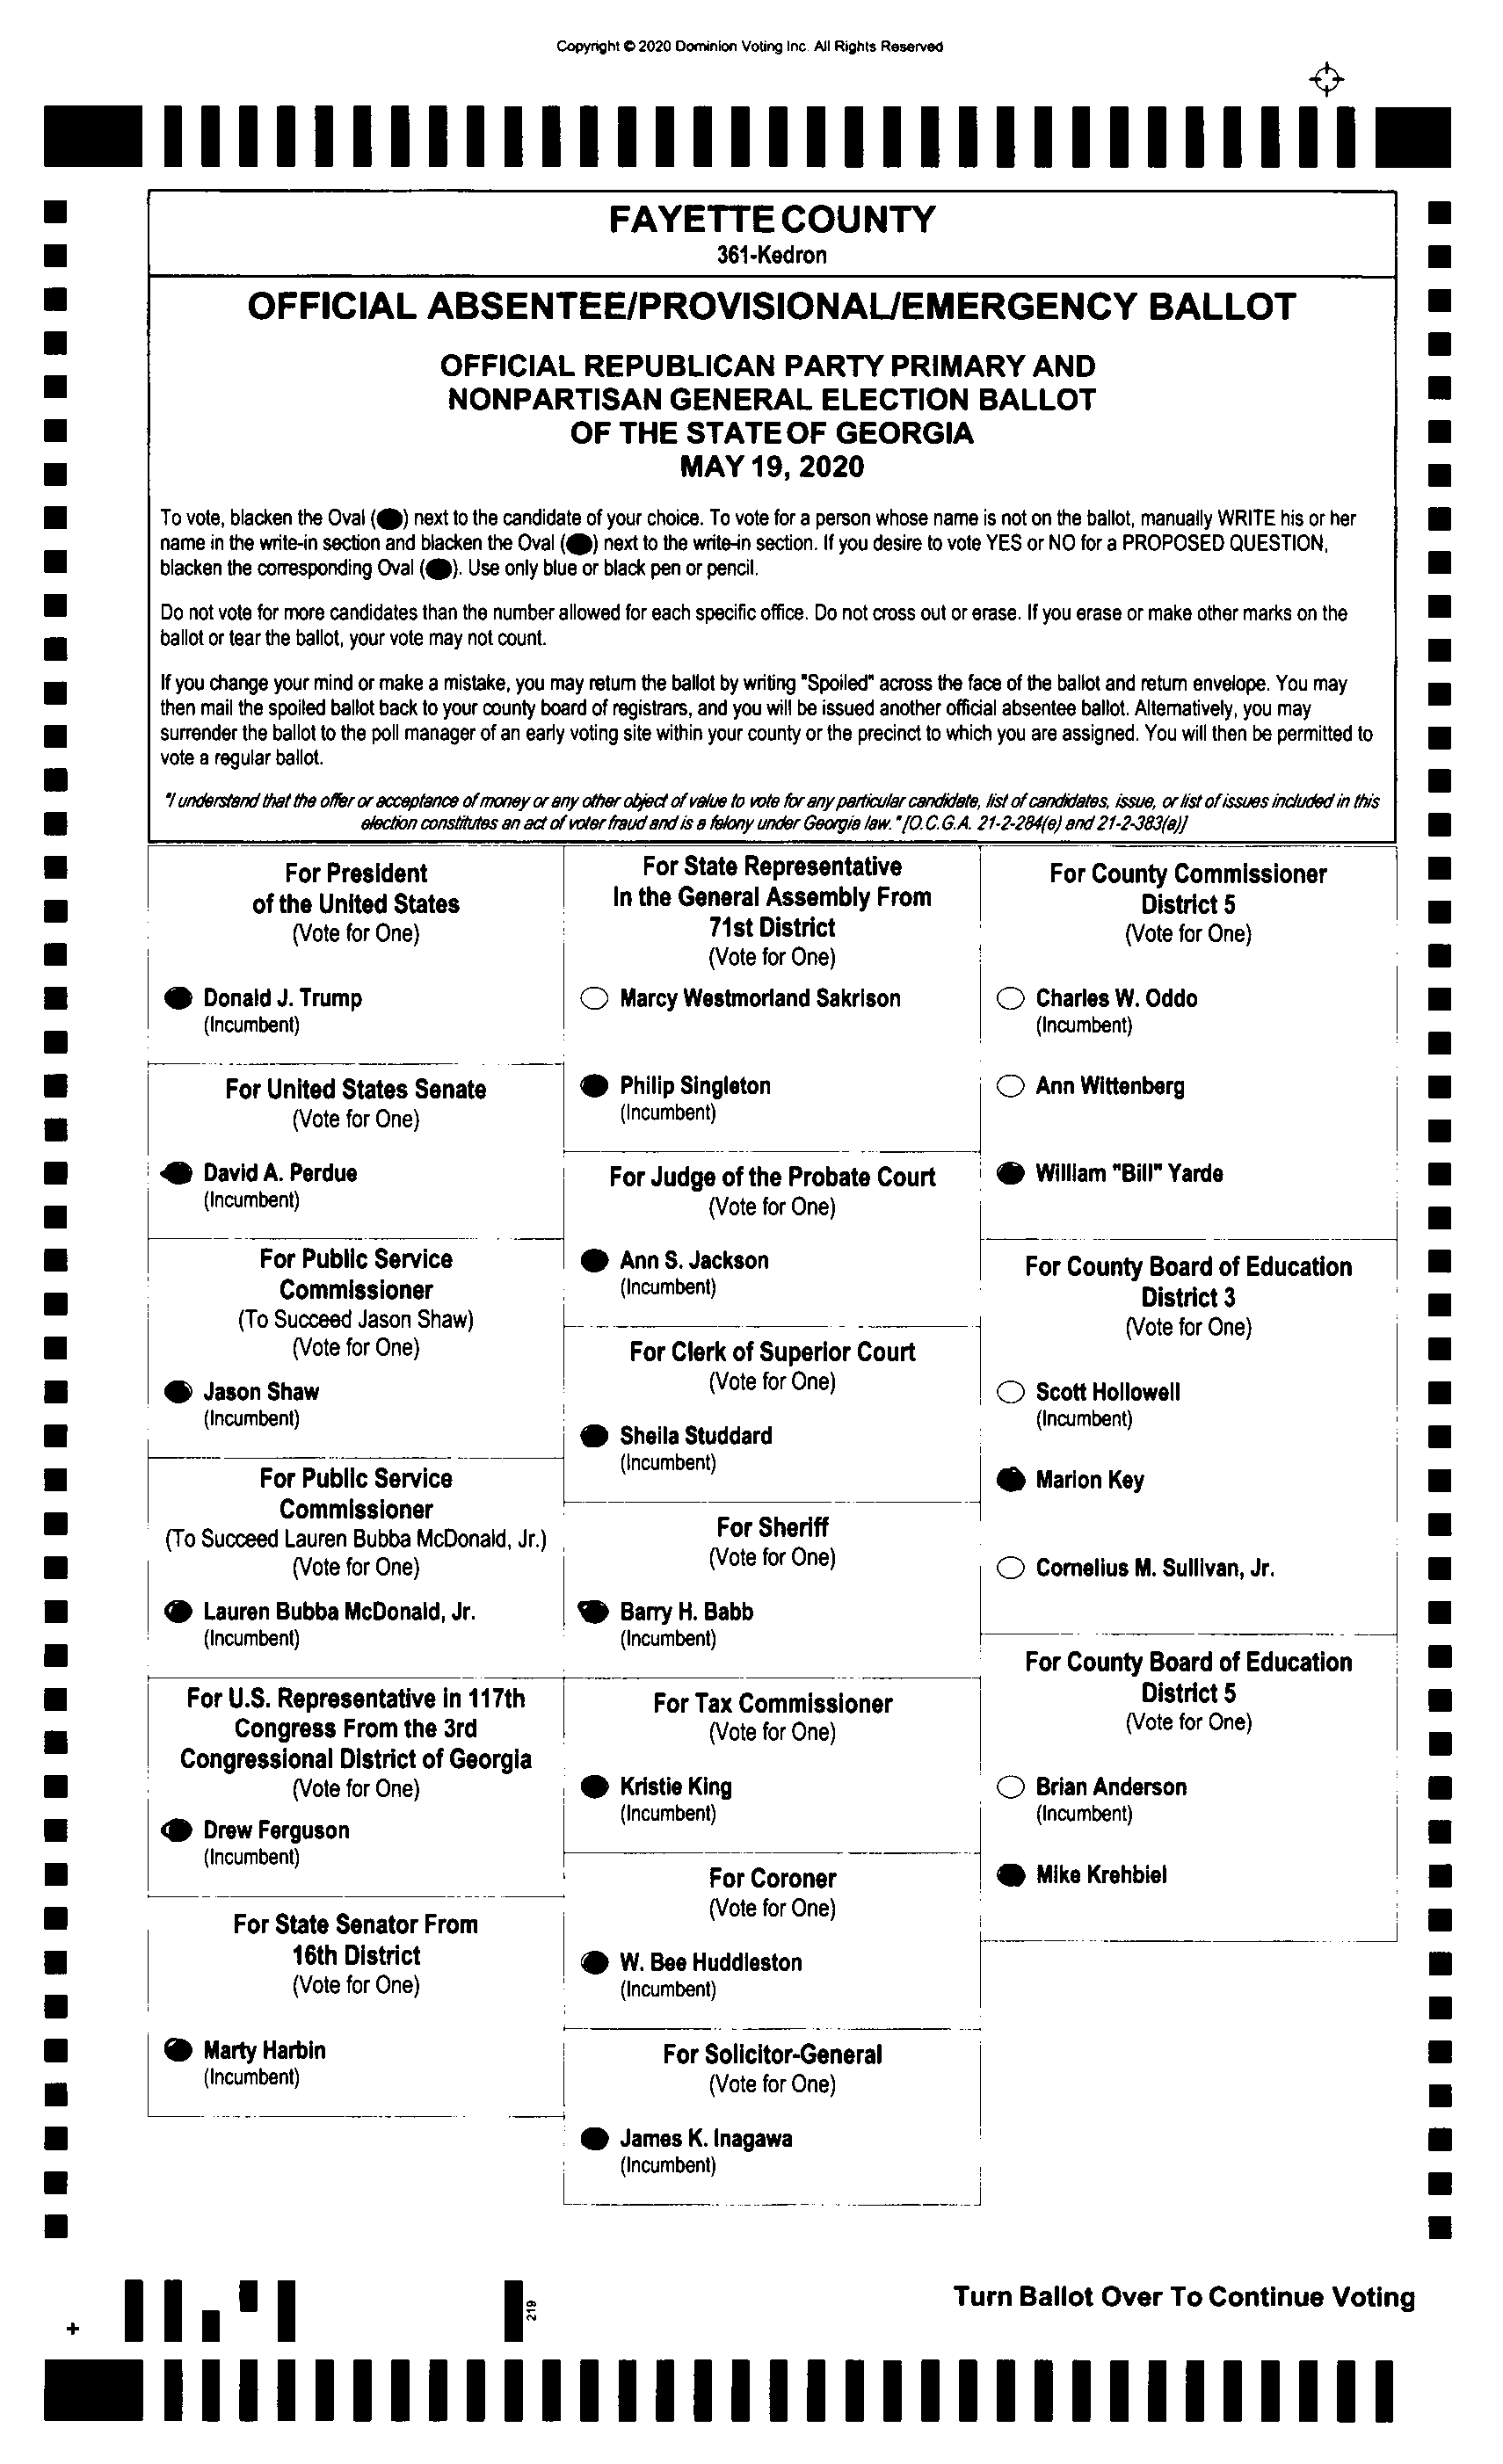 Copyright © 2020 Dominion Voting Inc. All Rights Reserved
FAYETTE COUNTY
361-Kedron
OFFICIAL ABSENTEE/PROVISIONAL/EMERGENCY BALLOT
OFFICIAL REPUBLICAN PARTY PRIMARY AND
NONPARTISAN GENERAL ELECTION BALLOT
OF THE STATE OF GEORGIA
MAY 19, 2020
To vote, blacken the Oval ( ) next to the candidate of your choice. To vote for a person whose name is not on the ballot, manually WRITE his or her
name in the write-in section and blacken the Oval ( ) next to the write-in section. If you desire to vote YES or NO for a PROPOSED QUESTION,
blacken the corresponding Oval ( ). Use only blue or black pen or pencil.
Do not vote for more candidates than the number allowed for each specific office. Do not cross out or erase. If you erase or make other marks on the
ballot or tear the ballot, your vote may not count.
If you change your mind or make a mistake, you may return the ballot by writing "Spoiled" across the face of the ballot and return envelope. You may
then mail the spoiled ballot back to your county board of registrars, and you will be issued another official absentee ballot. Alternatively, you may
surrender the ballot to the poll manager of an early voting site within your county or the precinct to which you are assigned. You will then be permitted to
vote a regular ballot.
"I understand that the offer or acceptance of money or any other object of value to vote for any particular candidate, list of candidates, issue, or list of issues included in this
election constitutes an act of voter fraud and is a felony under Georgia law." [O.C.G.A. 21-2-284(e) and 21-2-383(a)]
For President
of the United States
(Vote for One)
Donald J. Trump
(Incumbent)
For United States Senate
(Vote for One)
David A. Perdue
(Incumbent)
For Public Service
Commissioner
(To Succeed Jason Shaw)
(Vote for One)
Jason Shaw
(Incumbent)
For Public Service
Commissioner
(To Succeed Lauren Bubba McDonald, Jr.)
(Vote for One)
Lauren Bubba McDonald, Jr.
(Incumbent)
For U.S. Representative in 117th
Congress From the 3rd
Congressional District of Georgia
(Vote for One)
Drew Ferguson
(Incumbent)
For State Senator From
16th District
(Vote for One)
Marty Harbin
(Incumbent)
For State Representative
In the General Assembly From
71st District
(Vote for One)
Marcy Westmorland Sakrison
Philip Singleton
(Incumbent)
For Judge of the Probate Court
(Vote for One)
Ann S. Jackson
(Incumbent)
For Clerk of Superior Court
(Vote for One)
Sheila Studdard
(Incumbent)
For Sheriff
(Vote for One)
Barry H. Babb
(Incumbent)
For Tax Commissioner
(Vote for One)
Kristie King
(Incumbent)
For Coroner
(Vote for One)
W. Bee Huddleston
(Incumbent)
For Solicitor-General
(Vote for One)
James K. Inagawa
(Incumbent)
For County Commissioner
District 5
(Vote for One)
Charles W. Oddo
(Incumbent)
Ann Wittenberg
William "Bill" Yarde
For County Board of Education
District 3
(Vote for One)
Scott Hollowell
(Incumbent)
Marion Key
Cornelius M. Sullivan, Jr.
For County Board of Education
District 5
(Vote for One)
Brian Anderson
(Incumbent)
Mike Krehbiel
219
Turn Ballot Over To Continue Voting